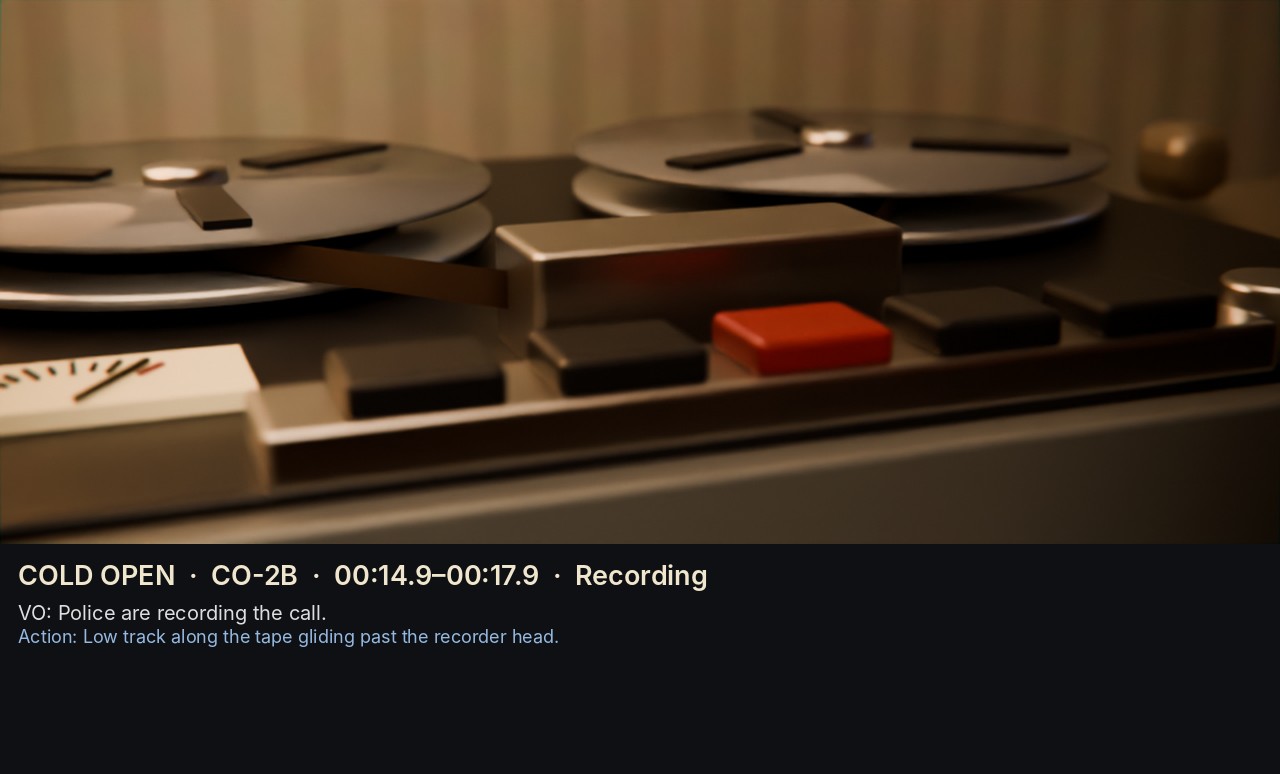 COLD OPEN · CO-2B · 00:14.9–00:17.9 · Recording
VO: Police are recording the call.
Action: Low track along the tape gliding past the recorder head.